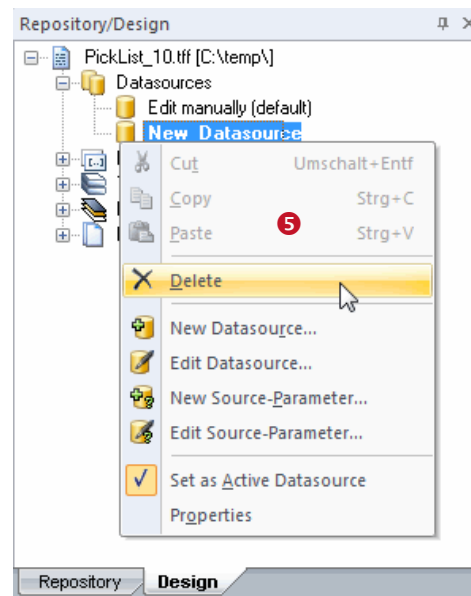 Repository/Design
PickList_10.tff [C:\temp\]
Datasources
Edit manually (default)
New Datasource
Cut Umschalt+Entf
Copy Strg+C
Paste Strg+V
5
Delete
New Datasource...
Edit Datasource...
New Source-Parameter...
Edit Source-Parameter...
Set as Active Datasource
Properties
Repository Design